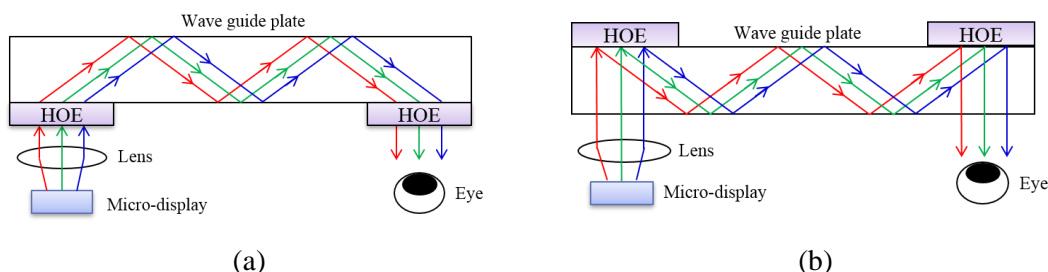 Wave guide plate
HOE
HOE
Lens
Micro-display
Eye
(a)
HOE
Wave guide plate
HOE
Lens
Micro-display
Eye
(b)